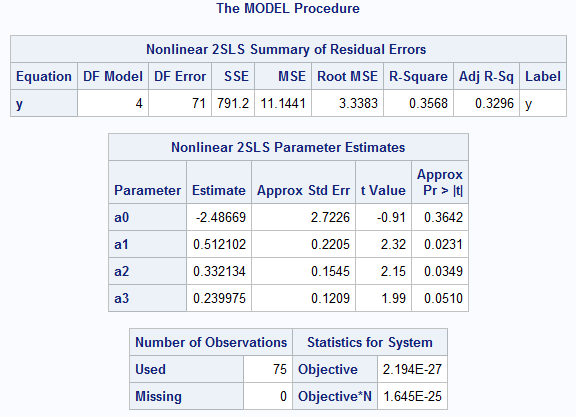 The MODEL Procedure
Nonlinear 2SLS Summary of Residual Errors
Equation DF Model DF Error SSE MSE Root MSE R-Square Adj R-Sq Label
y 4 71 791.2 11.1441 3.3383 0.3568 0.3296 y
Nonlinear 2SLS Parameter Estimates
Parameter Estimate Approx Std Err t Value Approx Pr > |t|
a0 -2.48669 2.7226 -0.91 0.3642
a1 0.512102 0.2205 2.32 0.0231
a2 0.332134 0.1545 2.15 0.0349
a3 0.239975 0.1209 1.99 0.0510
Number of Observations Statistics for System
Used 75 Objective 2.194E-27
Missing 0 Objective*N 1.645E-25